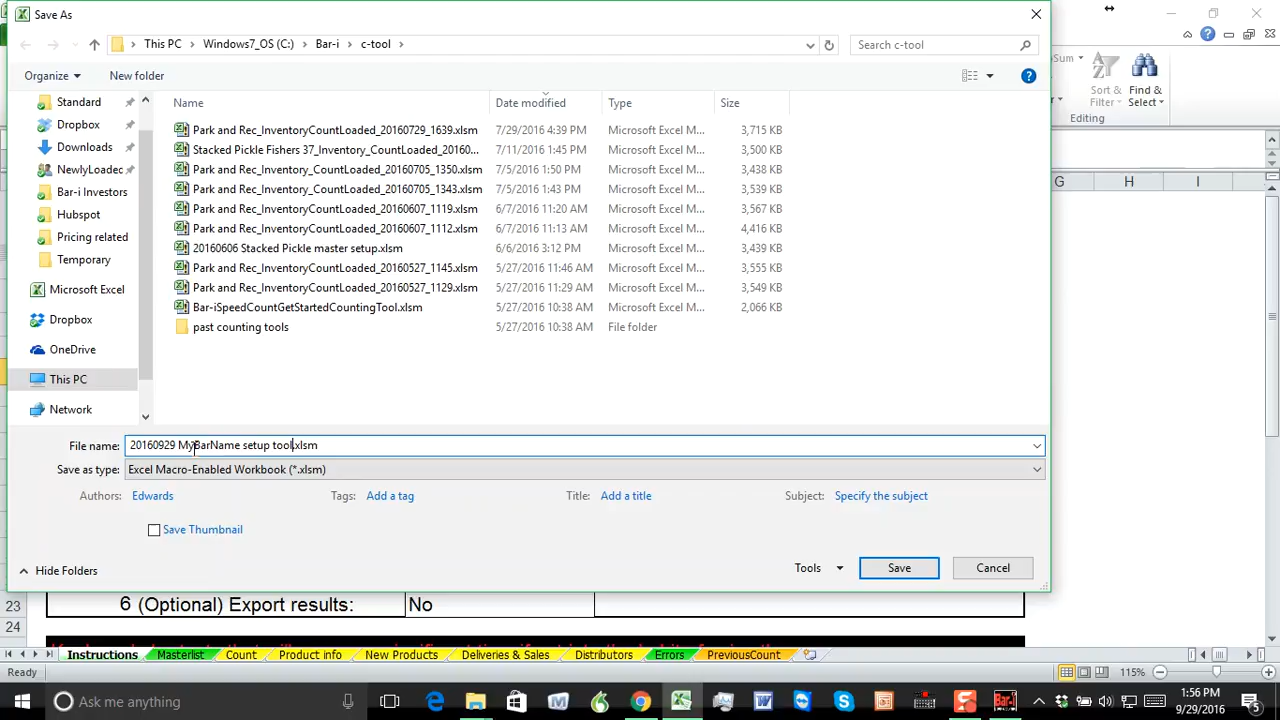 Save As
This PC > Windows7_OS (C:) > Bar-i > c-tool >
Search c-tool
Organize
New folder
Name
Date modified
Type
Size
Standard
Dropbox
Downloads
NewlyLoadec
Bar-i Investors
Hubspot
Pricing related
Temporary
Microsoft Excel
Dropbox
OneDrive
This PC
Network
Park and Rec_InventoryCountLoaded_20160729_1639.xlsm 7/29/2016 4:39 PM Microsoft Excel M... 3,715 KB
Stacked Pickle Fishers 37_Inventory_CountLoaded_20160... 7/11/2016 1:45 PM Microsoft Excel M... 3,500 KB
Park and Rec_Inventory_CountLoaded_20160705_1350.xlsm 7/5/2016 1:50 PM Microsoft Excel M... 3,438 KB
Park and Rec_InventoryCountLoaded_20160705_1343.xlsm 7/5/2016 1:43 PM Microsoft Excel M... 3,539 KB
Park and Rec_InventoryCountLoaded_20160607_1119.xlsm 6/7/2016 11:20 AM Microsoft Excel M... 3,567 KB
Park and Rec_InventoryCountLoaded_20160607_1112.xlsm 6/7/2016 11:13 AM Microsoft Excel M... 4,416 KB
20160606 Stacked Pickle master setup.xlsm 6/6/2016 3:12 PM Microsoft Excel M... 3,439 KB
Park and Rec_InventoryCountLoaded_20160527_1145.xlsm 5/27/2016 11:46 AM Microsoft Excel M... 3,555 KB
Park and Rec_InventoryCountLoaded_20160527_1129.xlsm 5/27/2016 11:29 AM Microsoft Excel M... 3,549 KB
Bar-iSpeedCountGetStartedCountingTool.xlsm 5/27/2016 10:38 AM Microsoft Excel M... 2,066 KB
past counting tools 5/27/2016 10:38 AM File folder
File name: 20160929 MyBarName setup tool.xlsm
Save as type: Excel Macro-Enabled Workbook (*.xlsm)
Authors: Edwards Tags: Add a tag Title: Add a title Subject: Specify the subject
Save Thumbnail
Hide Folders
Tools
Save
Cancel
Sum
Sort & Filter
Find & Select
Editing
G H I
23 6 (Optional) Export results: No
24
Instructions Masterlist Count Product info New Products Deliveries & Sales Distributors Errors PreviousCount
Ready
115%
Ask me anything
1:56 PM
9/29/2016
5